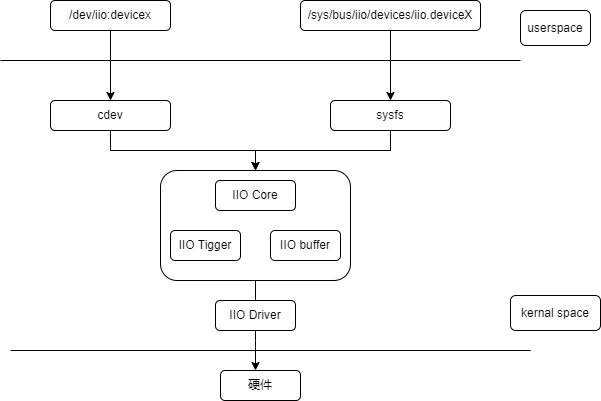 /dev/iio:devicex
/sys/bus/iio/devices/iio.deviceX
userspace
cdev
sysfs
IIO Core
IIO Tigger
IIO buffer
IIO Driver
kernal space
硬件